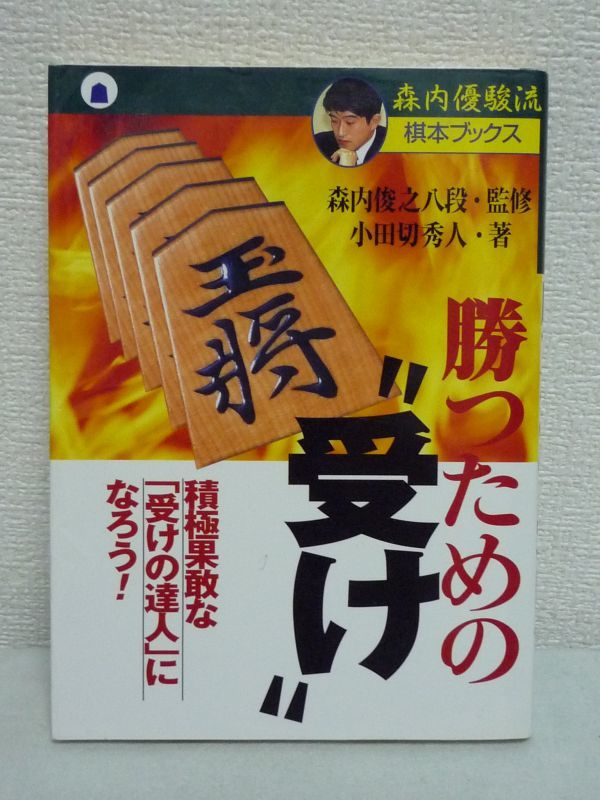 森内優駿流
棋本ブックス
森内俊之八段・監修
小田切秀人・著
玉将
勝つための
"受け"
積極果敢な
「受けの達人」に
なろう!